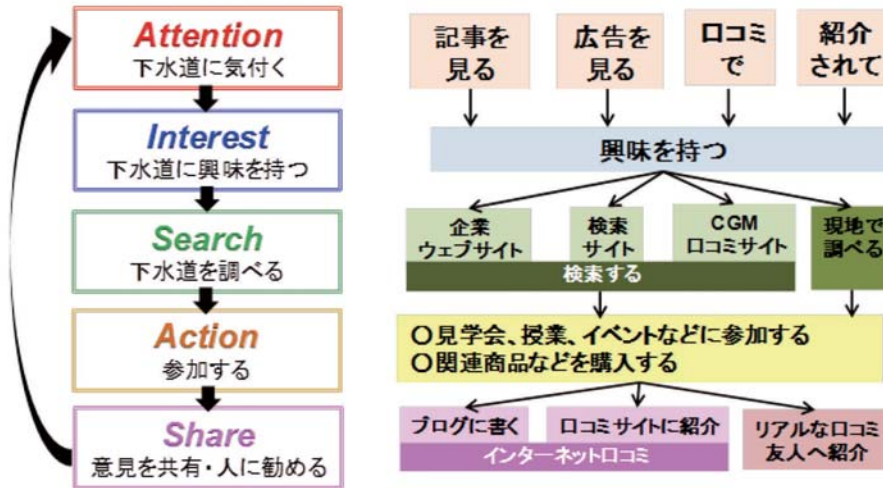 Attention
下水道に気付く
Interest
下水道に興味を持つ
Search
下水道を調べる
Action
参加する
Share
意見を共有・人に勧める
記事を
見る
広告を
見る
口コミ
で
紹介
されて
興味を持つ
企業
ウェブサイト
検索
サイト
CGM
口コミサイト
現地で
調べる
検索する
〇見学会、授業、イベントなどに参加する
〇関連商品などを購入する
ブログに書く
口コミサイトに紹介
インターネット口コミ
リアルな口コミ
友人へ紹介